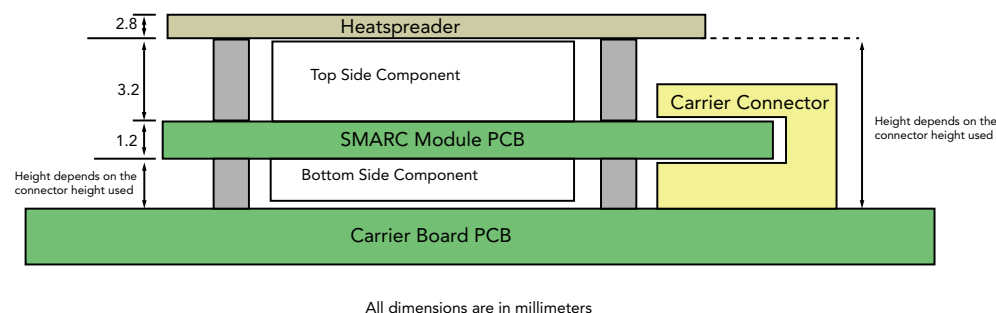 2.8
Heatspreader
3.2
Top Side Component
Carrier Connector
Height depends on the
connector height used
1.2
SMARC Module PCB
Height depends on the
connector height used
Bottom Side Component
Carrier Board PCB
All dimensions are in millimeters